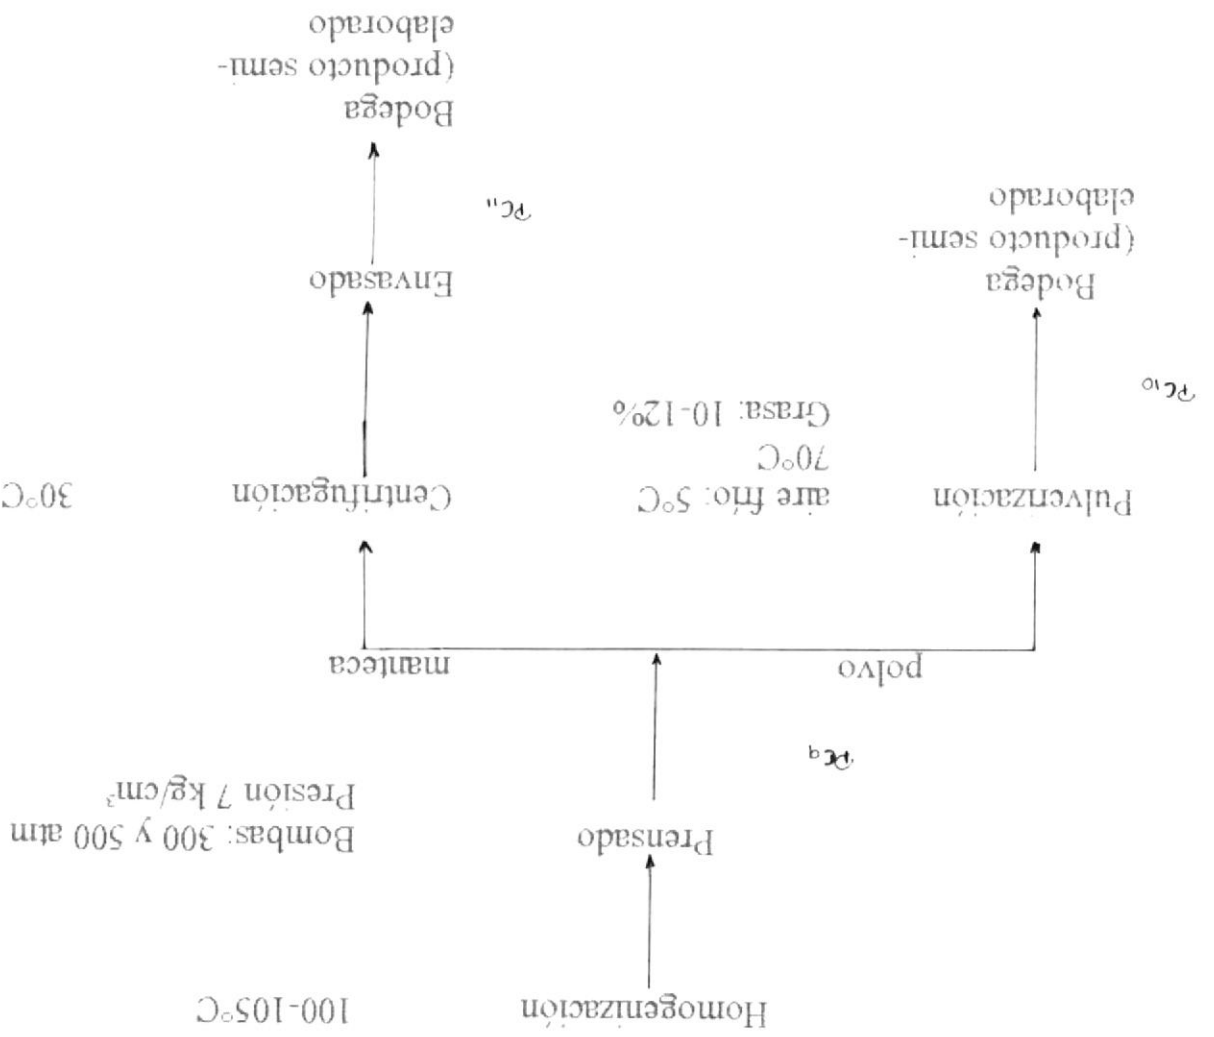 Homogenización
100-105°C
Prensado
Bombas: 300 y 500 atm
Presión 7 kg/cm³
PC9
polvo
manteca
Pulverización
aire frío: 5°C
70°C
Grasa: 10-12%
Centrifugación
30°C
PC10
Bodega
(producto semi-
elaborado
Envasado
PC11
Bodega
(producto semi-
elaborado